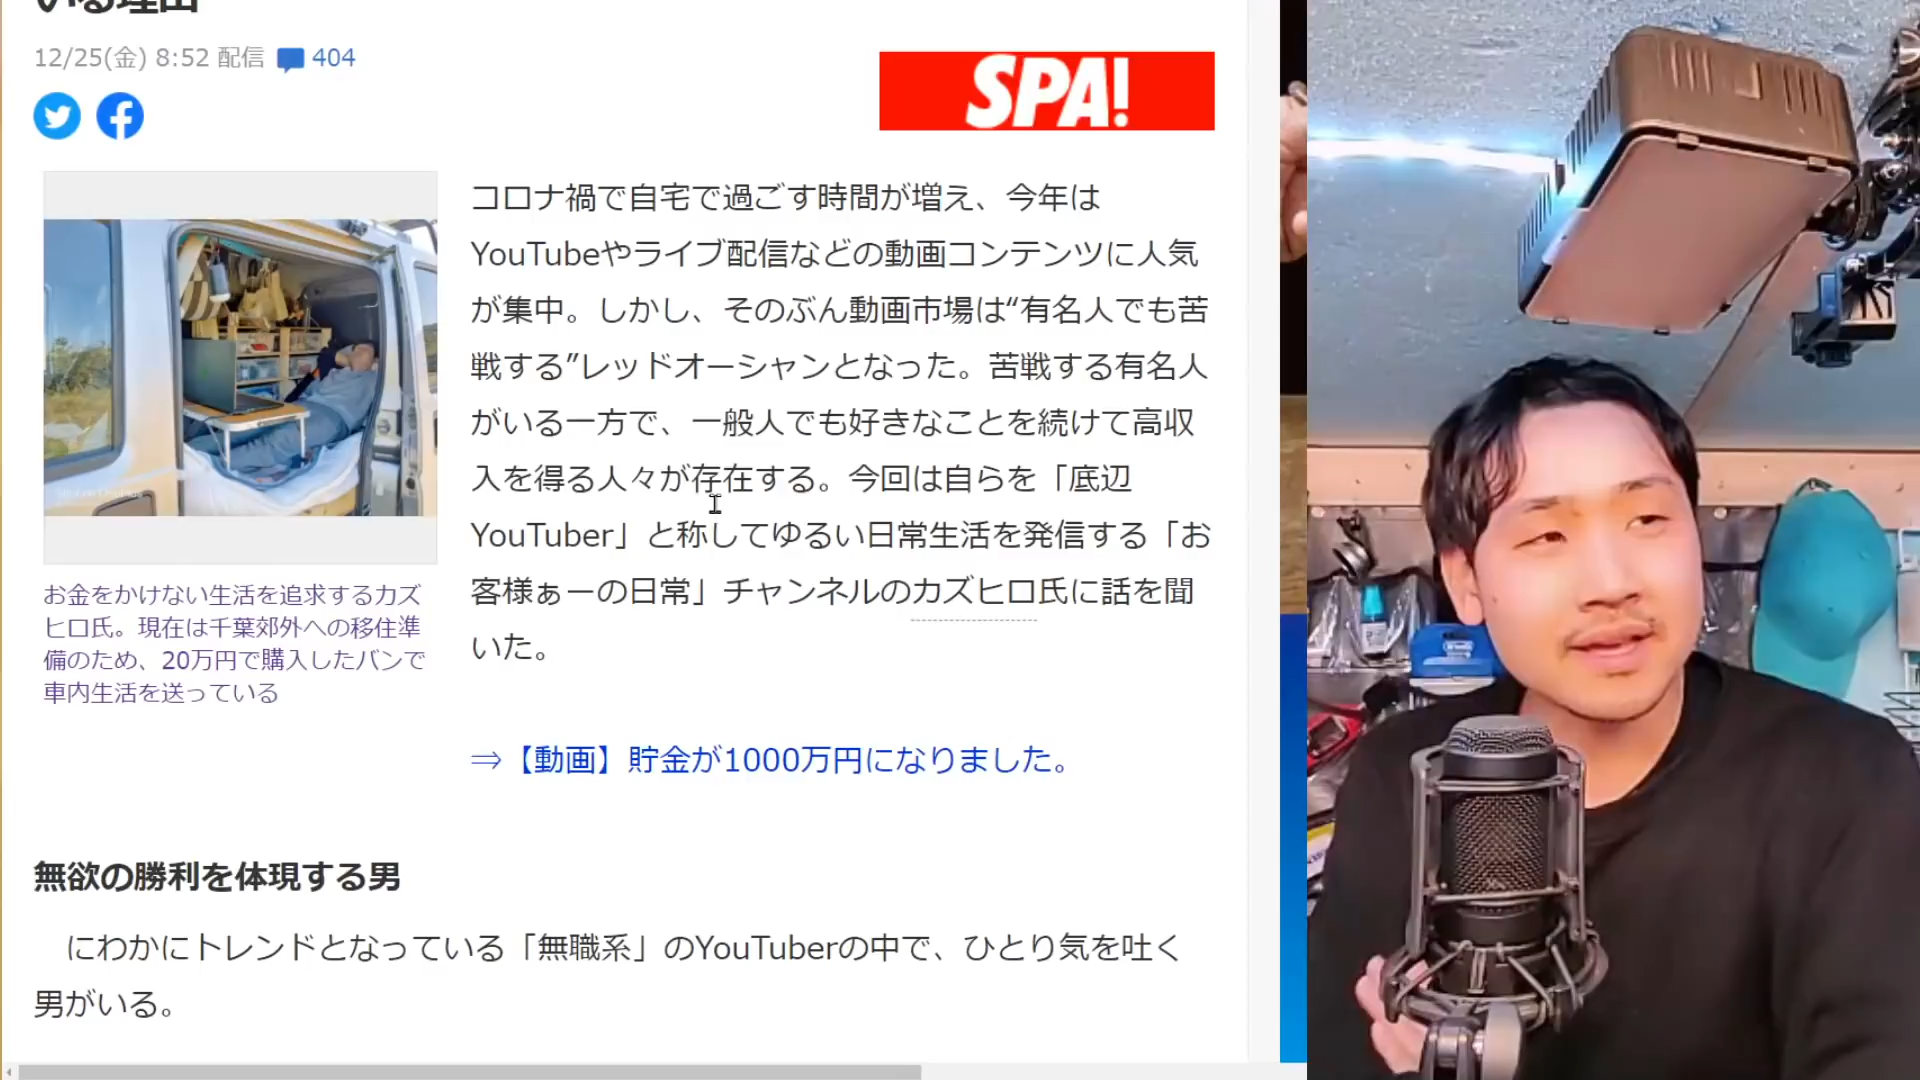 いる理由
12/25(金) 8:52 配信 404
SPA!
コロナ禍で自宅で過ごす時間が増え、今年は
YouTubeやライブ配信などの動画コンテンツに人気
が集中。しかし、そのぶん動画市場は“有名人でも苦
戦する”レッドオーシャンとなった。苦戦する有名人
がいる一方で、一般人でも好きなことを続けて高収
入を得る人々が存在する。今回は自らを「底辺
YouTuber」と称してゆるい日常生活を発信する「お
客様ぁーの日常」チャンネルのカズヒロ氏に話を聞
いた。
お金をかけない生活を追求するカズ
ヒロ氏。現在は千葉郊外への移住準
備のため、20万円で購入したバンで
車内生活を送っている
⇒【動画】貯金が1000万円になりました。
無欲の勝利を体現する男
にわかにトレンドとなっている「無職系」のYouTuberの中で、ひとり気を吐く
男がいる。